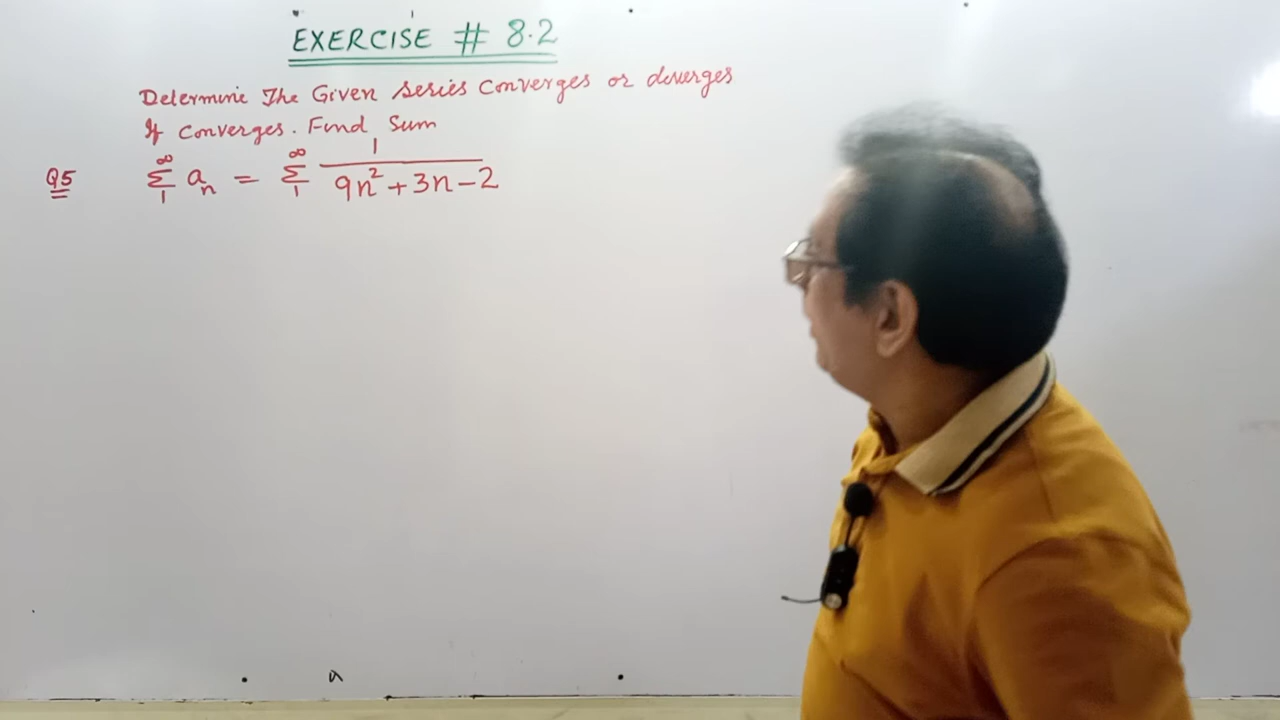 EXERCISE # 8.2
Determine The Given series converges or diverges
If converges. Find Sum
Q5 ∞ Σ 1 aₙ = ∞ Σ 1 1 / 9n² + 3n - 2
a